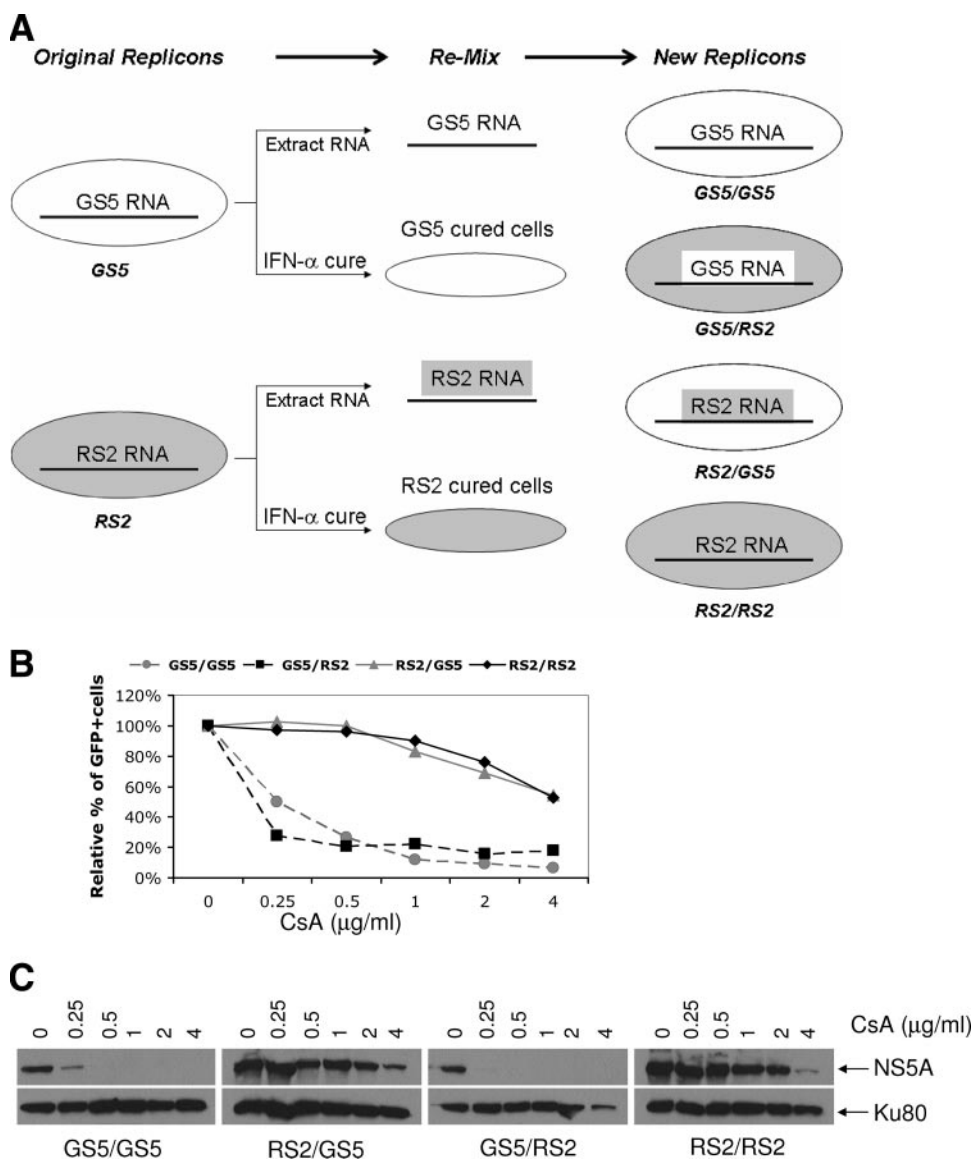 A
Original Replicons Re-Mix New Replicons
GS5 RNA
GS5
Extract RNA
IFN-α cure
GS5 RNA
GS5 cured cells
GS5 RNA
GS5/GS5
GS5 RNA
GS5/RS2
RS2 RNA
RS2
Extract RNA
IFN-α cure
RS2 RNA
RS2 cured cells
RS2 RNA
RS2/GS5
RS2 RNA
RS2/RS2
B
GS5/GS5 GS5/RS2 RS2/GS5 RS2/RS2
Relative % of GFP+cells
120%
100%
80%
60%
40%
20%
0%
0 0.25 0.5 1 2 4
CsA (μg/ml)
C
0 0.25 0.5 1 2 4 0 0.25 0.5 1 2 4 0 0.25 0.5 1 2 4 0 0.25 0.5 1 2 4 CsA (μg/ml)
NS5A
Ku80
GS5/GS5 RS2/GS5 GS5/RS2 RS2/RS2